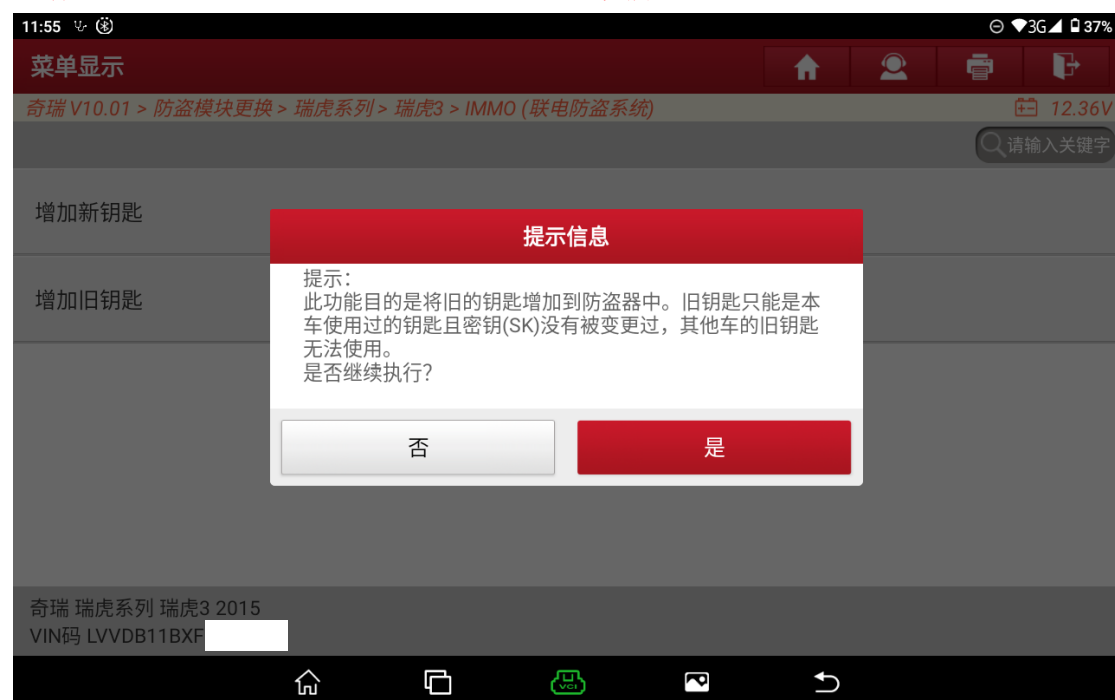 11:55
3G 37%
菜单显示
奇瑞 V10.01 > 防盗模块更换 > 瑞虎系列 > 瑞虎3 > IMMO (联电防盗系统)
12.36V
请输入关键字
增加新钥匙
增加旧钥匙
提示信息
提示:
此功能目的是将旧的钥匙增加到防盗器中。旧钥匙只能是本
车使用过的钥匙且密钥(SK)没有被变更过，其他车的旧钥匙
无法使用。
是否继续执行?
否
是
奇瑞 瑞虎系列 瑞虎3 2015
VIN码 LVVDB11BXF
VCI